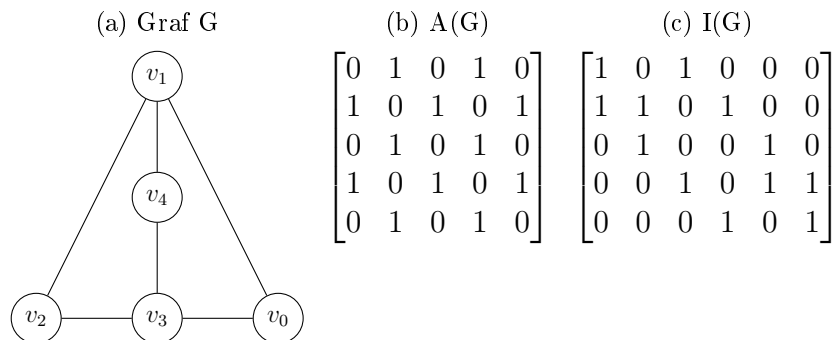 (a) Graf G (b) A(G) (c) I(G)
v₁
v₄
v₂ v₃ v₀
0 1 0 1 0
1 0 1 0 1
0 1 0 1 0
1 0 1 0 1
0 1 0 1 0
1 0 1 0 0 0
1 1 0 1 0 0
0 1 0 0 1 0
0 0 1 0 1 1
0 0 0 1 0 1